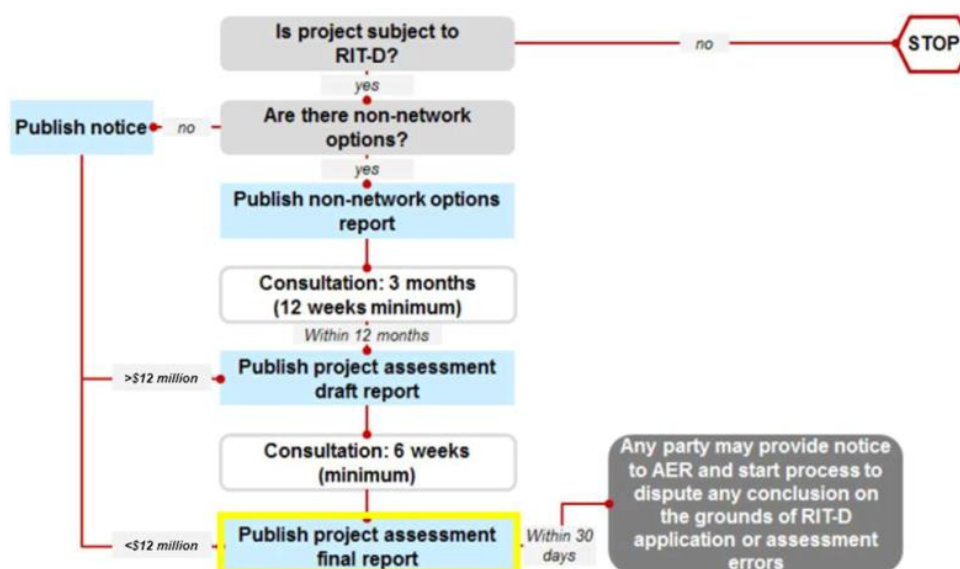 Is project subject to
RIT-D?
no
STOP
yes
Publish notice
no
Are there non-network
options?
yes
Publish non-network options
report
Consultation: 3 months
(12 weeks minimum)
Within 12 months
>$12 million
Publish project assessment
draft report
Consultation: 6 weeks
(minimum)
<$12 million
Publish project assessment
final report
Within 30
days
Any party may provide notice
to AER and start process to
dispute any conclusion on
the grounds of RIT-D
application or assessment
errors